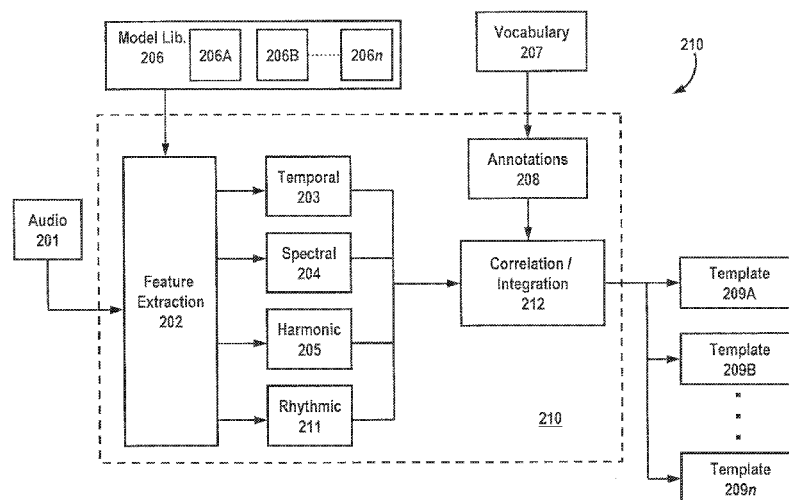 Model Lib.
206
206A
206B
206n
Vocabulary
207
210
Annotations
208
Audio
201
Feature
Extraction
202
Temporal
203
Spectral
204
Harmonic
205
Rhythmic
211
Correlation /
Integration
212
210
Template
209A
Template
209B
Template
209n